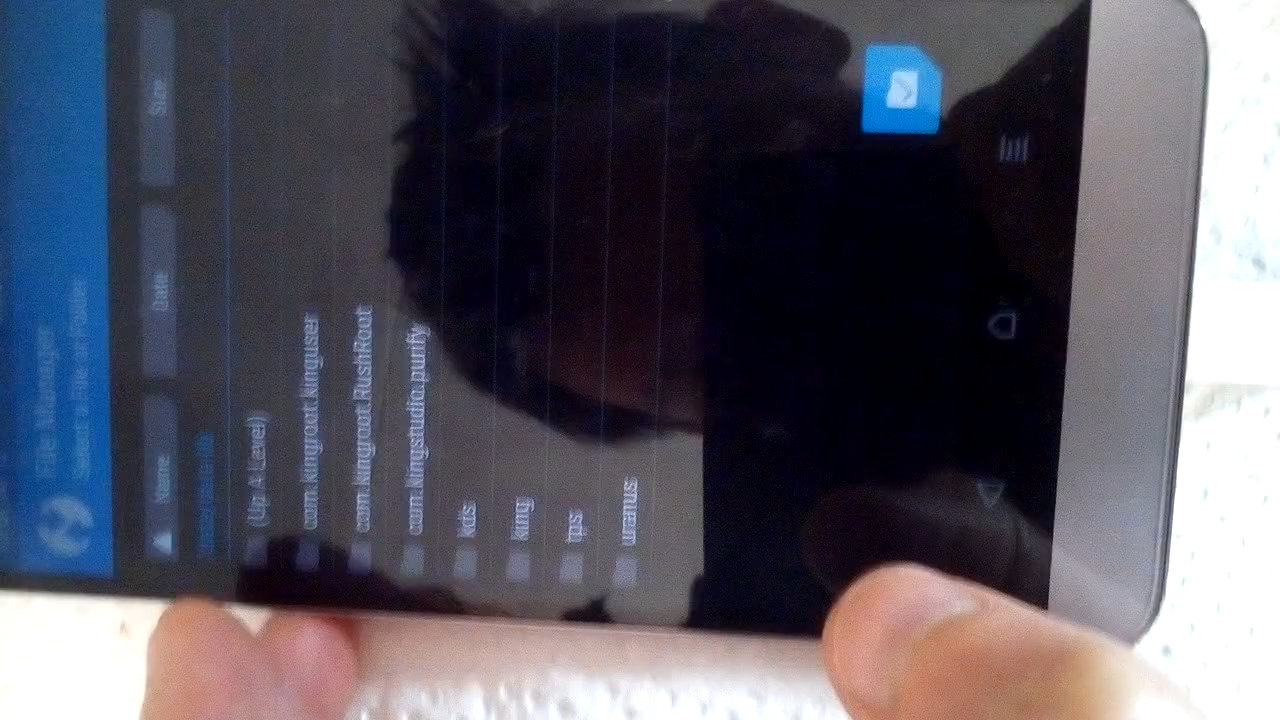 File Manager
Select a File or Folder
Name Date Size
(Up A Level)
com.kingroot.kinguser
com.kingroot.RushRoot
com.kingstudio.purify
kds
king
tps
uranus